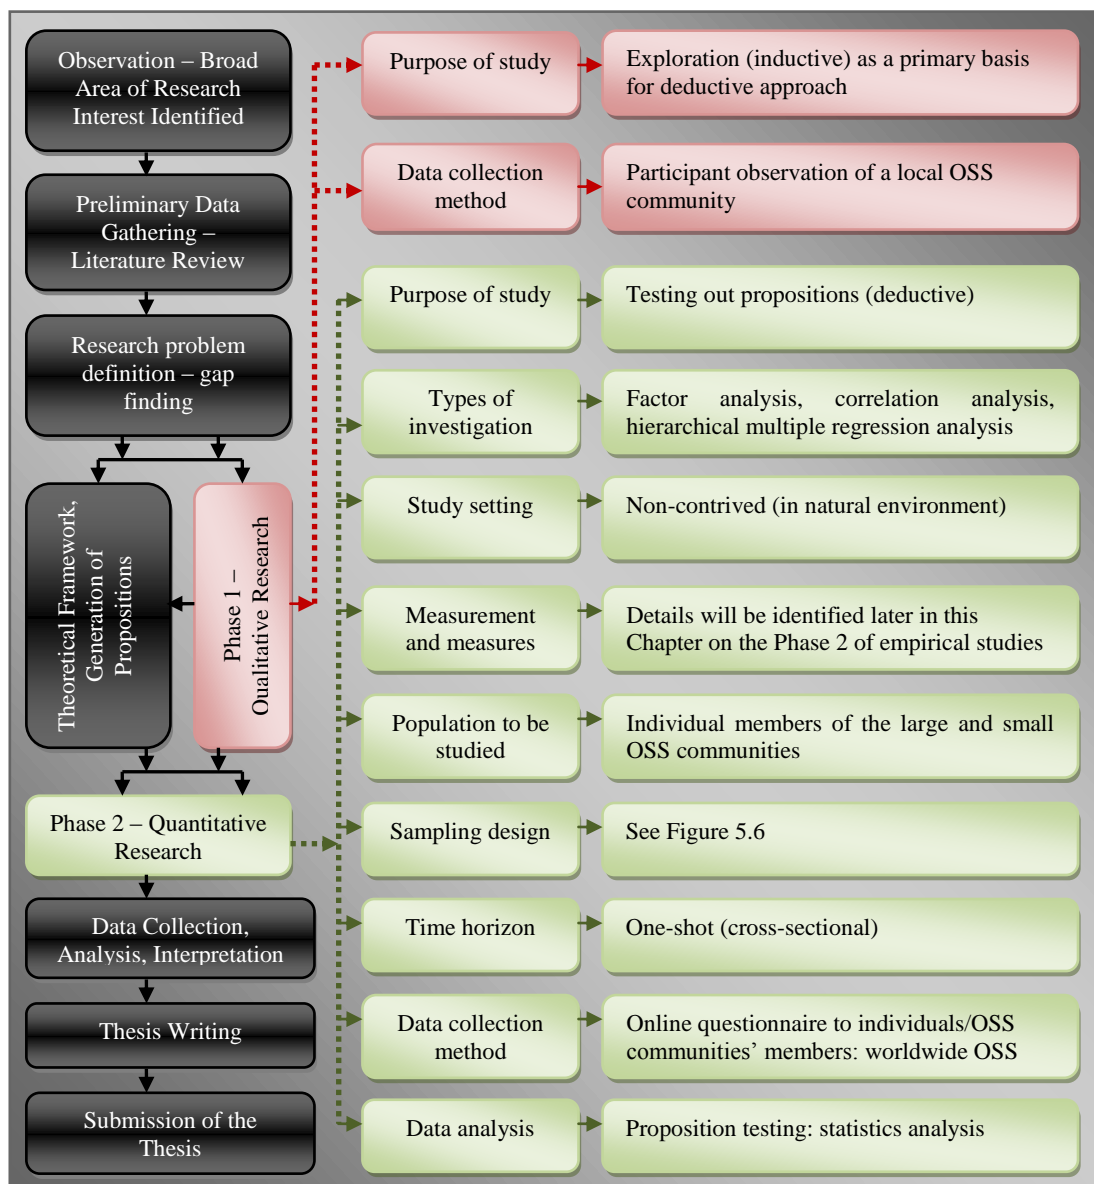 Observation – Broad
Area of Research
Interest Identified
Preliminary Data
Gathering –
Literature Review
Research problem
definition – gap
finding
Theoretical Framework,
Generation of
Propositions
Phase 1 –
Qualitative Research
Phase 2 – Quantitative
Research
Data Collection,
Analysis, Interpretation
Thesis Writing
Submission of the
Thesis
Purpose of study
Exploration (inductive) as a primary basis
for deductive approach
Data collection
method
Participant observation of a local OSS
community
Purpose of study
Testing out propositions (deductive)
Types of
investigation
Factor analysis, correlation analysis,
hierarchical multiple regression analysis
Study setting
Non-contrived (in natural environment)
Measurement
and measures
Details will be identified later in this
Chapter on the Phase 2 of empirical studies
Population to be
studied
Individual members of the large and small
OSS communities
Sampling design
See Figure 5.6
Time horizon
One-shot (cross-sectional)
Data collection
method
Online questionnaire to individuals/OSS
communities’ members: worldwide OSS
Data analysis
Proposition testing: statistics analysis